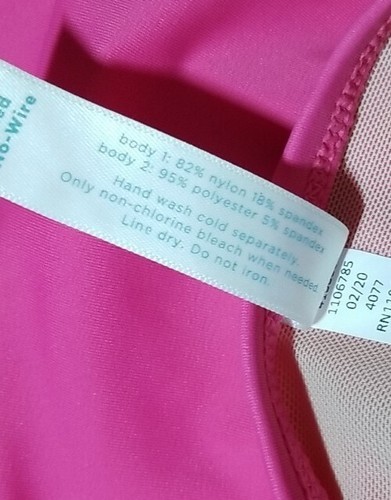 No-Wire
body 1: 82% nylon 18% spandex
body 2: 95% polyester 5% spandex
Hand wash cold separately.
Only non-chlorine bleach when needed.
Line dry. Do not iron.
1106785
02/20
4077